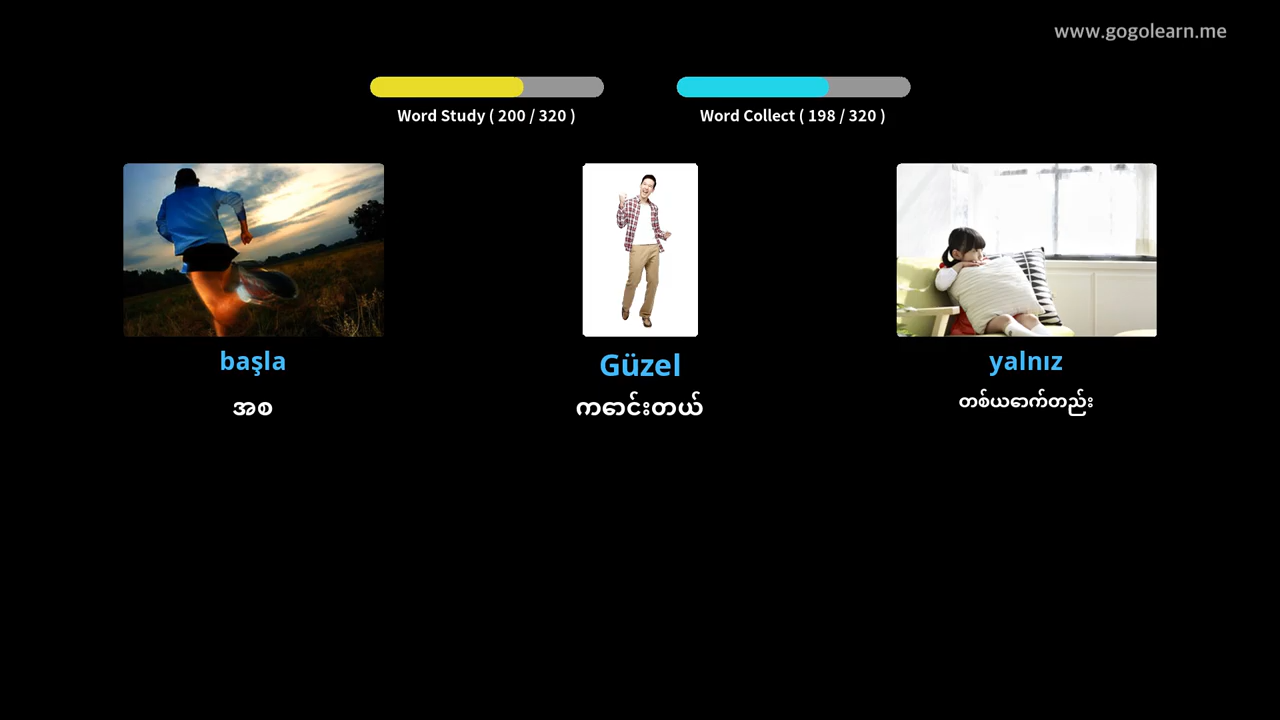 www.gogolearn.me
Word Study ( 200 / 320 )
Word Collect ( 198 / 320 )
başla
Güzel
yalnız
အစ
ကောင်းတယ်
တစ်ယောက်တည်း